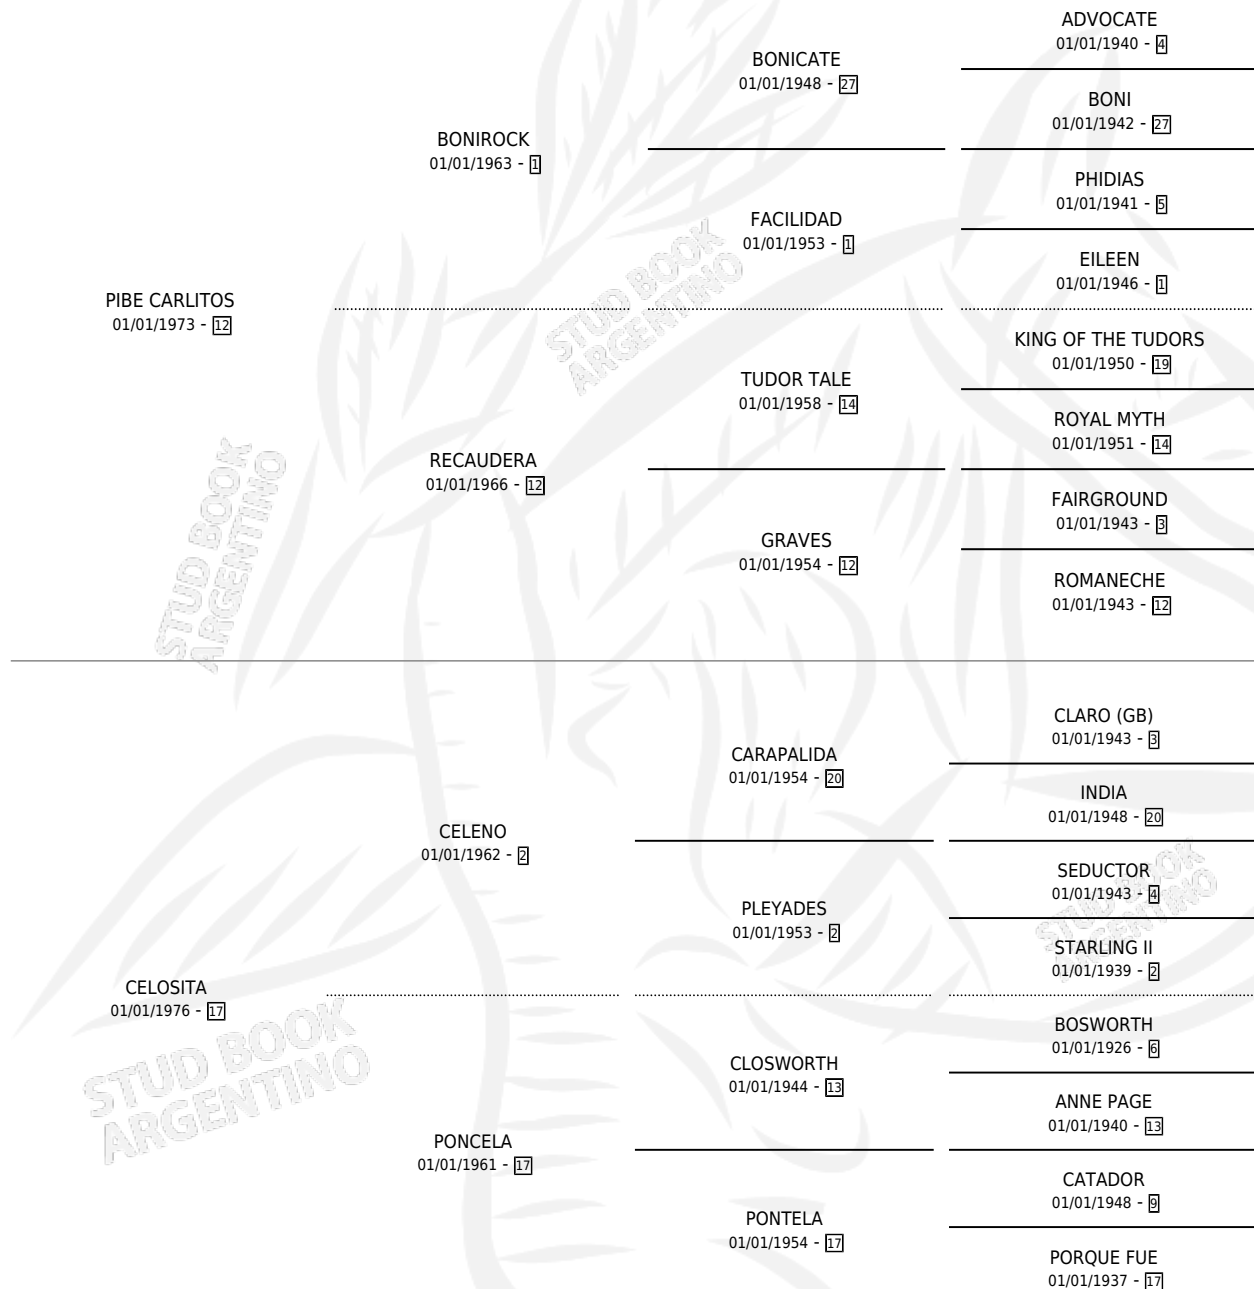 ADVOCATE
01/01/1940 - 4
BONICATE
01/01/1948 - 27
BONI
01/01/1942 - 27
BONIROCK
01/01/1963 - 1
PHIDIAS
01/01/1941 - 5
FACILIDAD
01/01/1953 - 1
EILEEN
01/01/1946 - 1
PIBE CARLITOS
01/01/1973 - 12
KING OF THE TUDORS
01/01/1950 - 19
TUDOR TALE
01/01/1958 - 14
ROYAL MYTH
01/01/1951 - 14
RECAUDERA
01/01/1966 - 12
FAIRGROUND
01/01/1943 - 3
GRAVES
01/01/1954 - 12
ROMANECHE
01/01/1943 - 12
CLARO (GB)
01/01/1943 - 3
CARAPALIDA
01/01/1954 - 20
INDIA
01/01/1948 - 20
CELENO
01/01/1962 - 2
SEDUCTOR
01/01/1943 - 4
PLEYADES
01/01/1953 - 2
STARLING II
01/01/1939 - 2
CELOSITA
01/01/1976 - 17
BOSWORTH
01/01/1926 - 6
CLOSWORTH
01/01/1944 - 13
ANNE PAGE
01/01/1940 - 13
PONCELA
01/01/1961 - 17
CATADOR
01/01/1948 - 9
PONTELA
01/01/1954 - 17
PORQUE FUE
01/01/1937 - 17
STUD BOOK
ARGENTINO
STUD BOOK
ARGENTINO
STUD BOOK
ARGENTINO
STUD BOOK
ARGENTINO